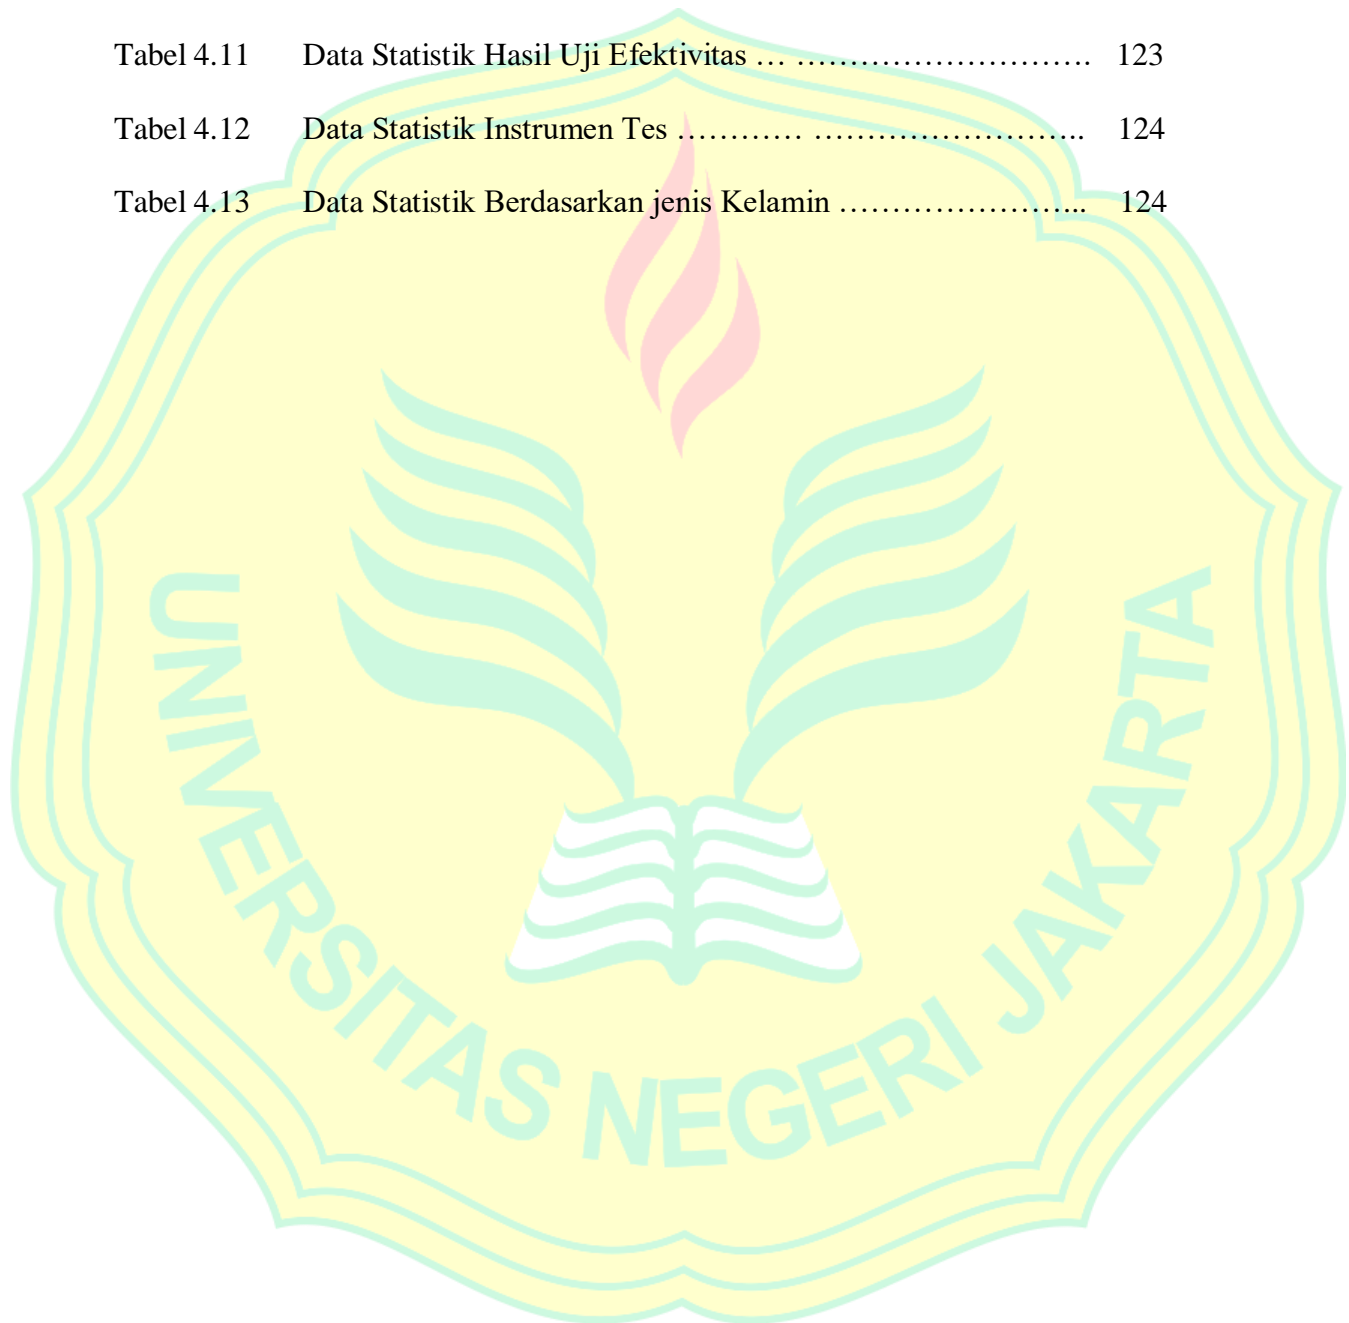 Tabel 4.11 Data Statistik Hasil Uji Efektivitas … ………………………. 123
Tabel 4.12 Data Statistik Instrumen Tes ………… …………………….. 124
Tabel 4.13 Data Statistik Berdasarkan jenis Kelamin …………………... 124
UNIVERSITAS NEGERI JAKARTA